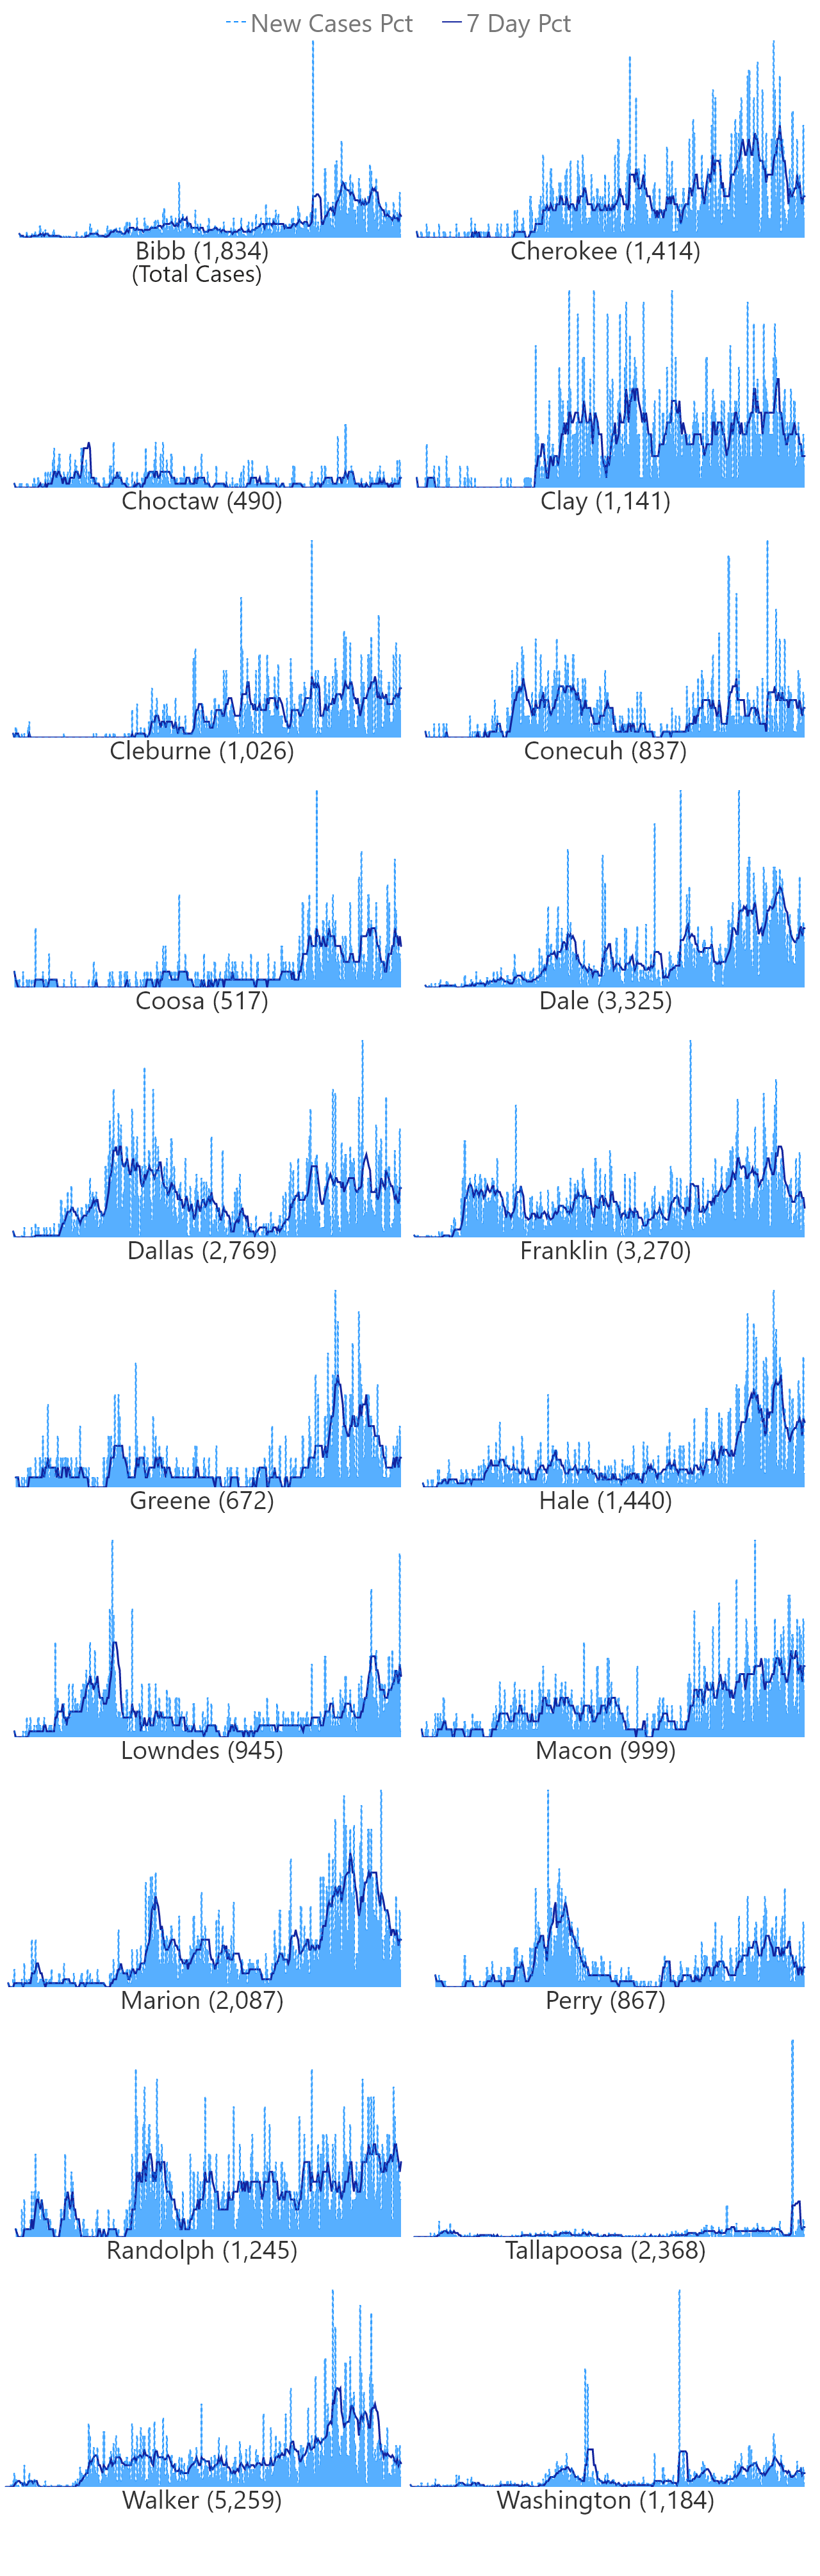 New Cases Pct 7 Day Pct
Bibb (1,834) Cherokee (1,414)
(Total Cases)
Choctaw (490) Clay (1,141)
Cleburne (1,026) Conecuh (837)
Coosa (517) Dale (3,325)
Dallas (2,769) Franklin (3,270)
Greene (672) Hale (1,440)
Lowndes (945) Macon (999)
Marion (2,087) Perry (867)
Randolph (1,245) Tallapoosa (2,368)
Walker (5,259) Washington (1,184)